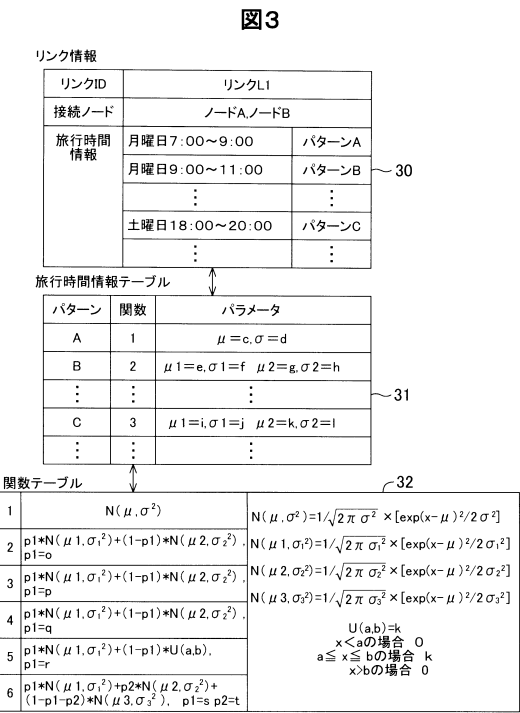 図3
リンク情報
リンクID リンクL1
接続ノード ノードA,ノードB
旅行時間 月曜日7:00～9:00 パターンA
情報
月曜日9:00～11:00 パターンB
⋮ ⋮
土曜日18:00～20:00 パターンC
⋮ ⋮
30
旅行時間情報テーブル
パターン 関数 パラメータ
A 1 μ=c,σ=d
B 2 μ1=e,σ1=f μ2=g,σ2=h
⋮ ⋮ ⋮
C 3 μ1=i,σ1=j μ2=k,σ2=l
⋮ ⋮ ⋮
31
関数テーブル
32
1 N(μ,σ²)
2 p1*N(μ1,σ₁²)+(1-p1)*N(μ2,σ₂²),
p1=o
3 p1*N(μ1,σ₁²)+(1-p1)*N(μ2,σ₂²),
p1=p
4 p1*N(μ1,σ₁²)+(1-p1)*N(μ2,σ₂²),
p1=q
5 p1*N(μ1,σ₁²)+(1-p1)*U(a,b),
p1=r
6 p1*N(μ1,σ₁²)+p2*N(μ2,σ₂²)+
(1-p1-p2)*N(μ3,σ₃²), p1=s p2=t
N(μ,σ²)=1/√2πσ² ×[exp(x-μ)²/2σ²]
N(μ1,σ₁²)=1/√2πσ₁² ×[exp(x-μ)²/2σ₁²]
N(μ2,σ₂²)=1/√2πσ₂² ×[exp(x-μ)²/2σ₂²]
N(μ3,σ₃²)=1/√2πσ₃² ×[exp(x-μ)²/2σ₃²]
U(a,b)=k
x<aの場合 0
a≦x≦bの場合 k
x>bの場合 0